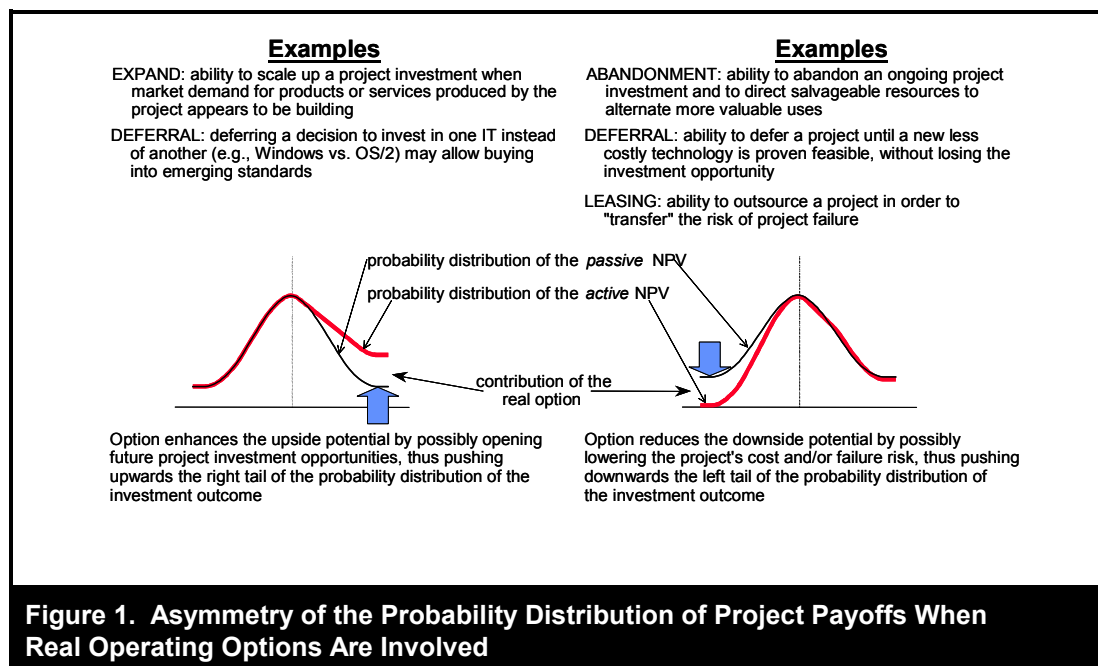 Examples
EXPAND: ability to scale up a project investment when
market demand for products or services produced by the
project appears to be building
DEFERRAL: deferring a decision to invest in one IT instead
of another (e.g., Windows vs. OS/2) may allow buying
into emerging standards
Examples
ABANDONMENT: ability to abandon an ongoing project
investment and to direct salvageable resources to
alternate more valuable uses
DEFERRAL: ability to defer a project until a new less
costly technology is proven feasible, without losing the
investment opportunity
LEASING: ability to outsource a project in order to
"transfer" the risk of project failure
probability distribution of the passive NPV
probability distribution of the active NPV
contribution of the
real option
Option enhances the upside potential by possibly opening
future project investment opportunities, thus pushing
upwards the right tail of the probability distribution of the
investment outcome
Option reduces the downside potential by possibly
lowering the project's cost and/or failure risk, thus pushing
downwards the left tail of the probability distribution of
the investment outcome
Figure 1. Asymmetry of the Probability Distribution of Project Payoffs When
Real Operating Options Are Involved